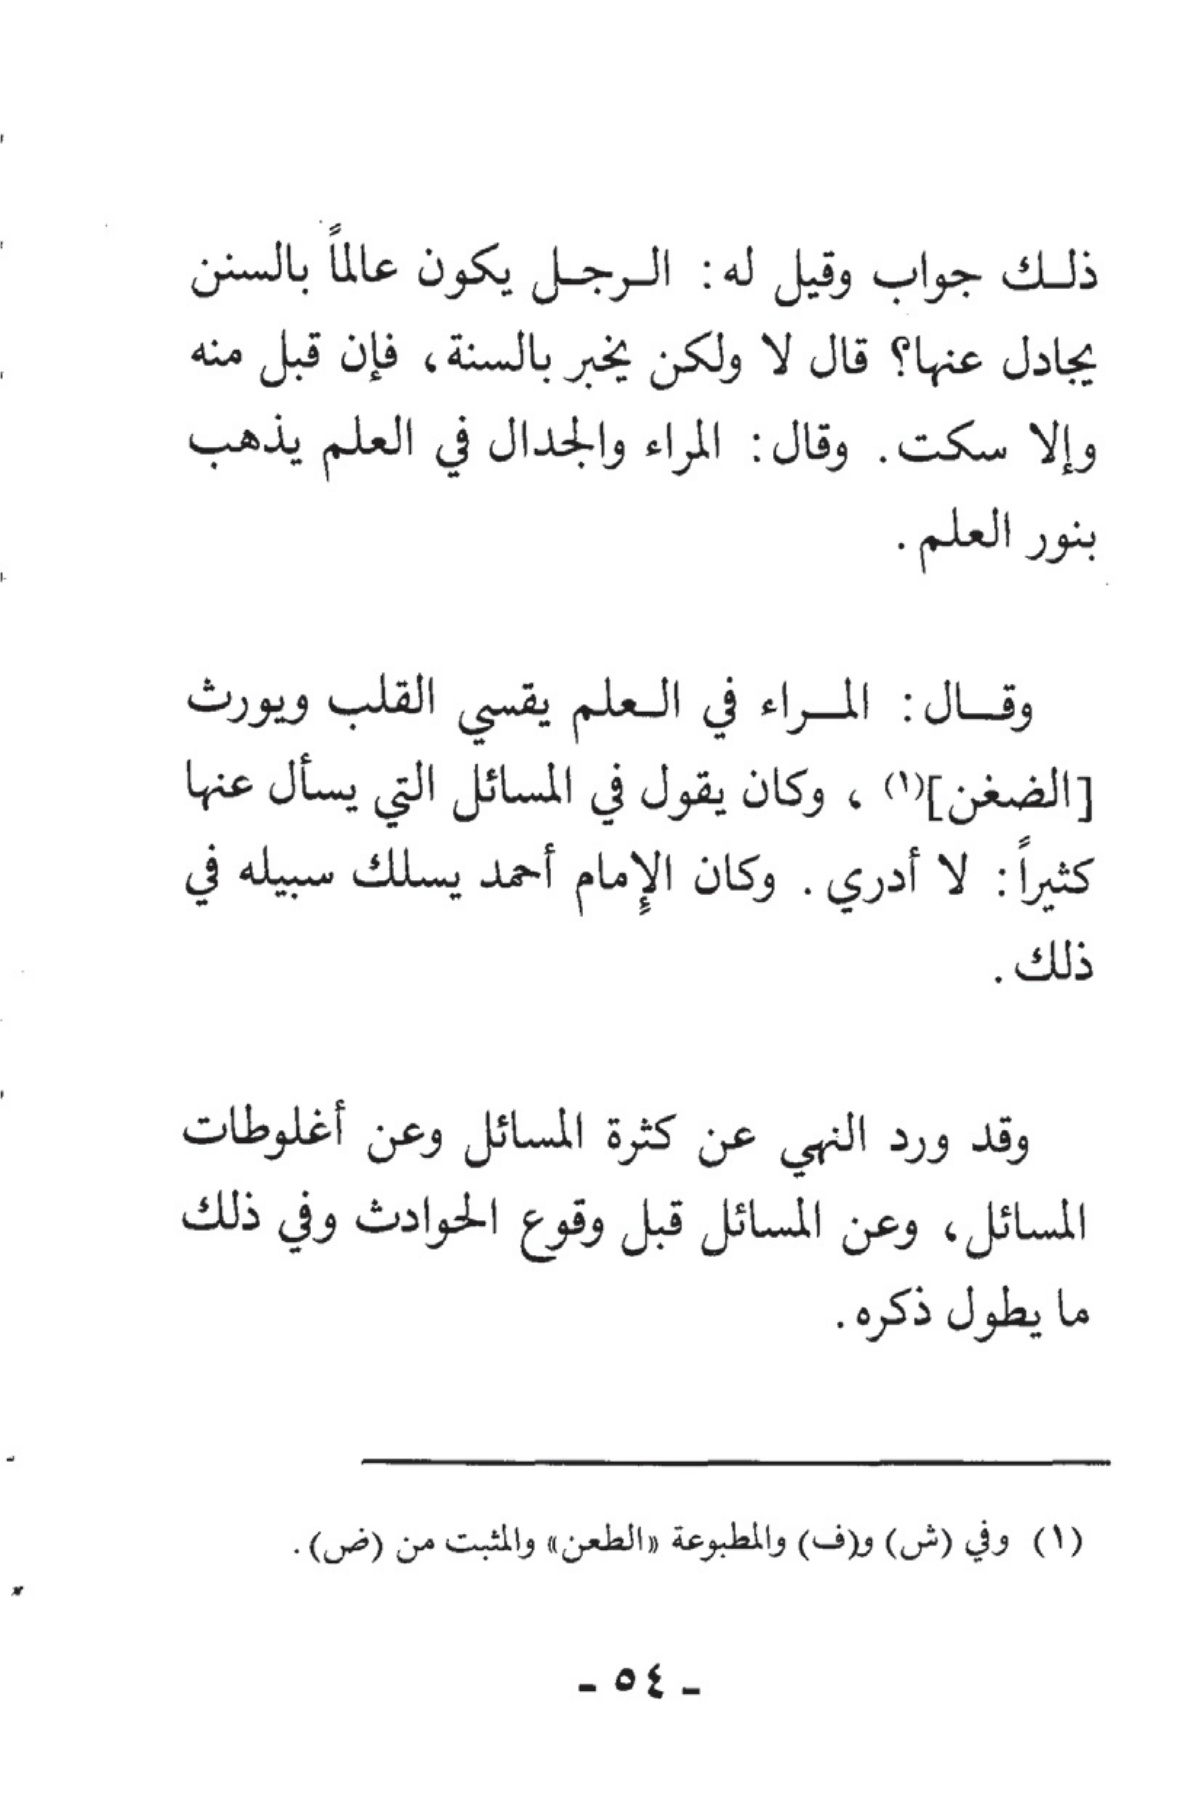 ذلك جواب وقيل له: الرجل يكون عالماً بالسنن
يجادل عنها؟ قال لا ولكن يخبر بالسنة، فإن قبل منه
وإلا سكت. وقال: المراء والجدال في العلم يذهب
بنور العلم.
وقال: المراء في العلم يقسي القلب ويورث
[الضغن](١)، وكان يقول في المسائل التي يسأل عنها
كثيراً: لا أدري. وكان الإِمام أحمد يسلك سبيله في
ذلك.
وقد ورد النهي عن كثرة المسائل وعن أغلوطات
المسائل، وعن المسائل قبل وقوع الحوادث وفي ذلك
ما يطول ذكره.
(١) وفي (ش) و(ف) والمطبوعة «الطعن» والمثبت من (ض).
- ٥٤ -